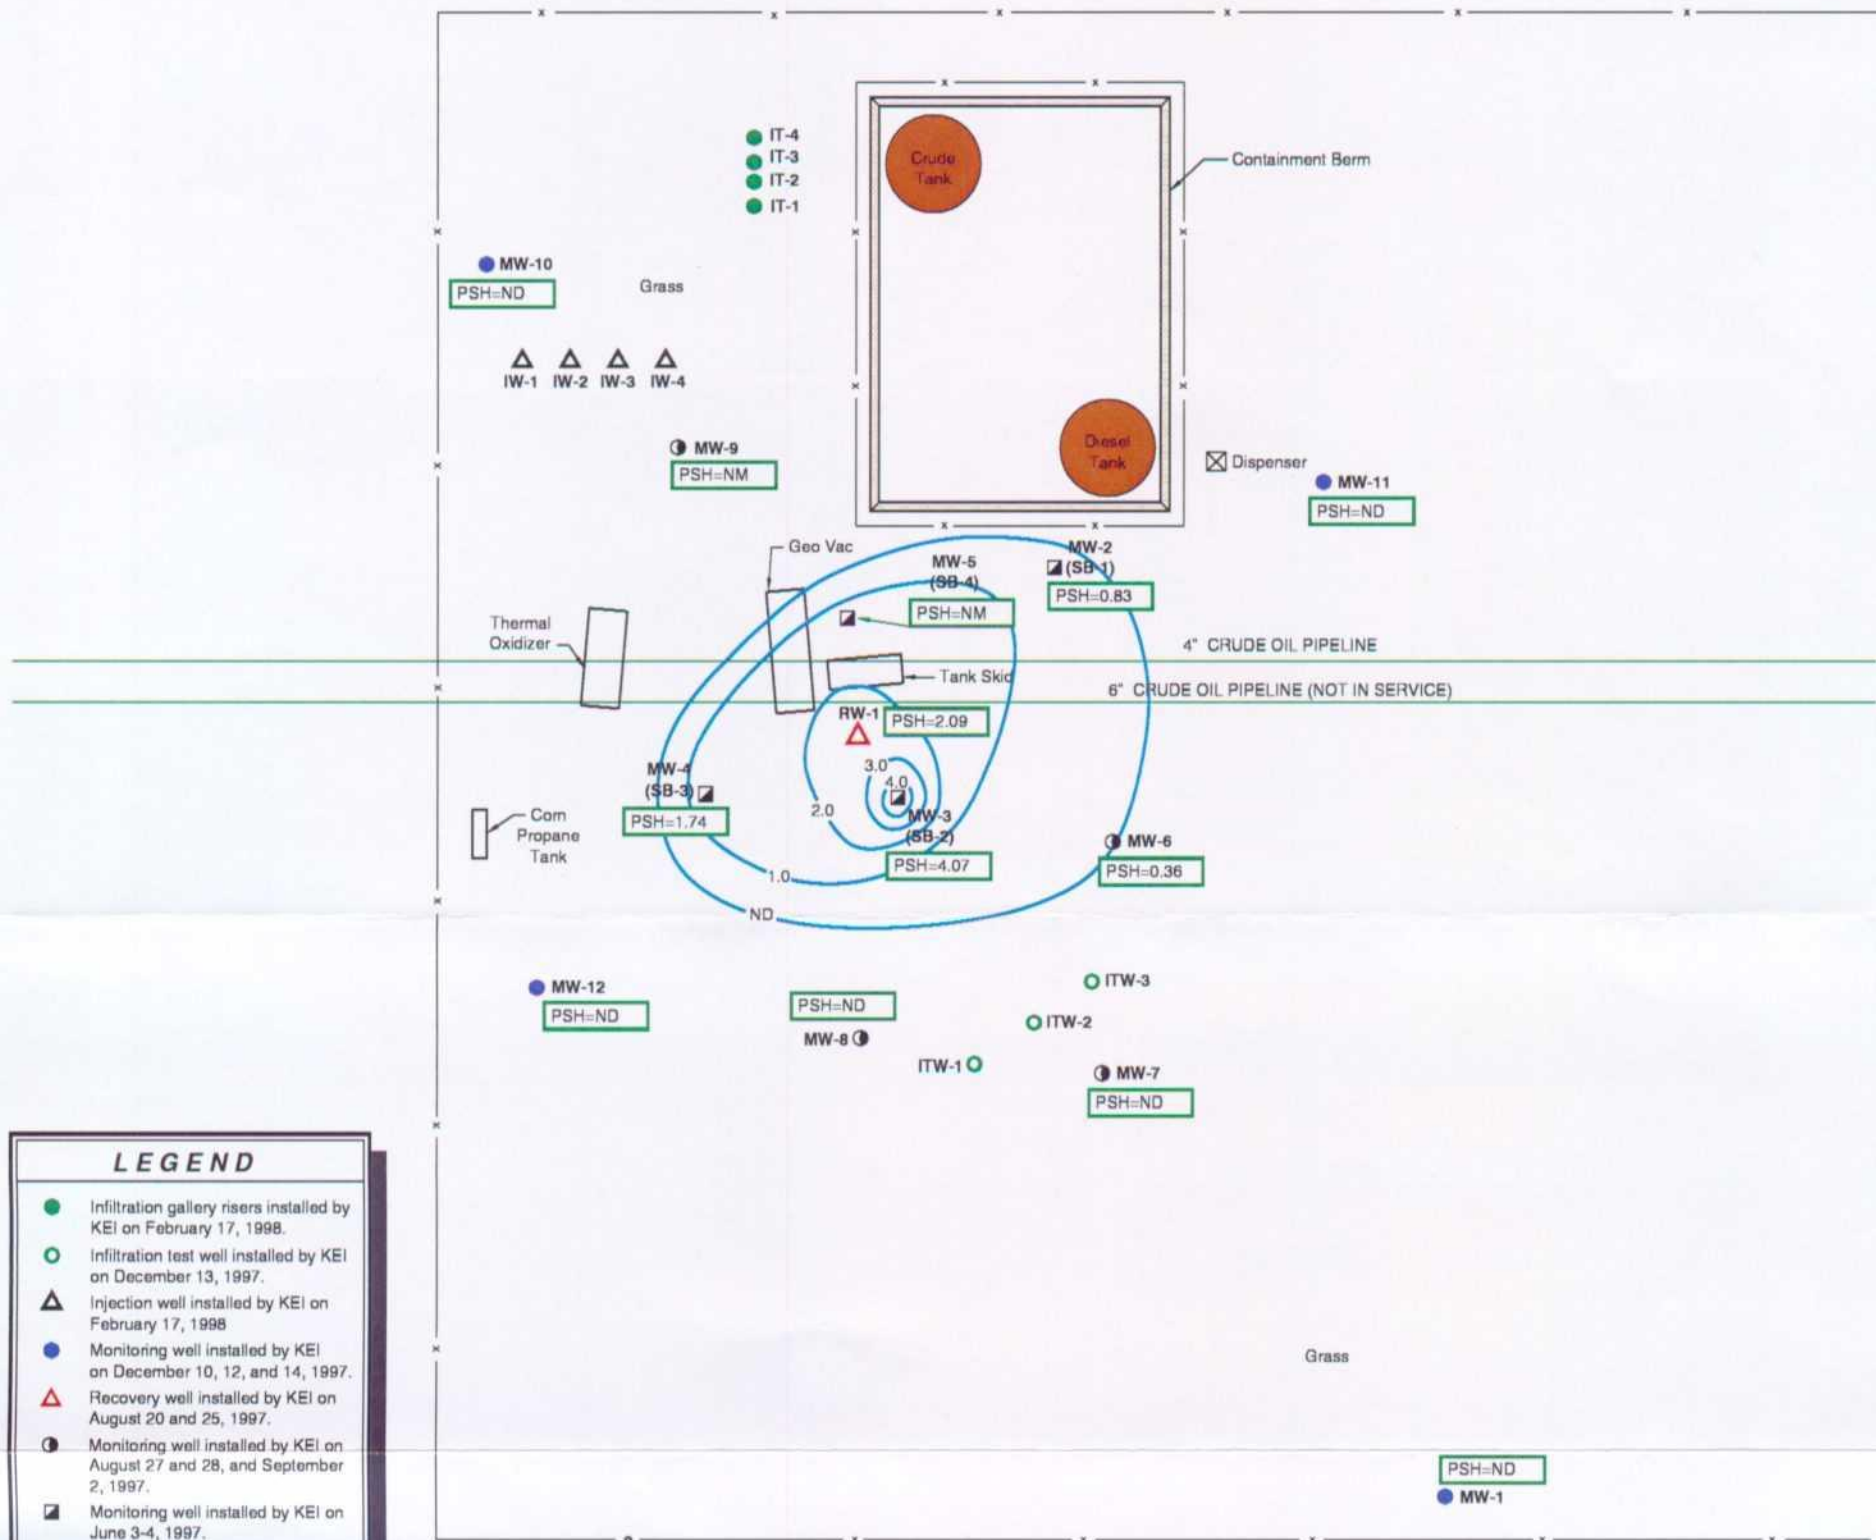 IT-4
IT-3
IT-2
IT-1
Crude
Tank
Containment Berm
MW-10
PSH=ND
Grass
IW-1 IW-2 IW-3 IW-4
MW-9
PSH=NM
Diesel
Tank
Dispenser
MW-11
PSH=ND
Geo Vac
MW-5
(SB-4)
PSH=NM
MW-2
(SB-1)
PSH=0.83
Thermal
Oxidizer
4" CRUDE OIL PIPELINE
Tank Skid
6" CRUDE OIL PIPELINE (NOT IN SERVICE)
RW-1
PSH=2.09
MW-4
(SB-3)
PSH=1.74
3.0
4.0
2.0
MW-3
(SB-2)
PSH=4.07
Com
Propane
Tank
MW-6
PSH=0.36
1.0
ND
MW-12
PSH=ND
PSH=ND
MW-8
ITW-3
ITW-2
ITW-1
MW-7
PSH=ND
LEGEND
Infiltration gallery risers installed by
KEI on February 17, 1998.
Infiltration test well installed by KEI
on December 13, 1997.
Injection well installed by KEI on
February 17, 1998
Monitoring well installed by KEI
on December 10, 12, and 14, 1997.
Recovery well installed by KEI on
August 20 and 25, 1997.
Monitoring well installed by KEI on
August 27 and 28, and September
2, 1997.
Monitoring well installed by KEI on
June 3-4, 1997.
Grass
PSH=ND
MW-1